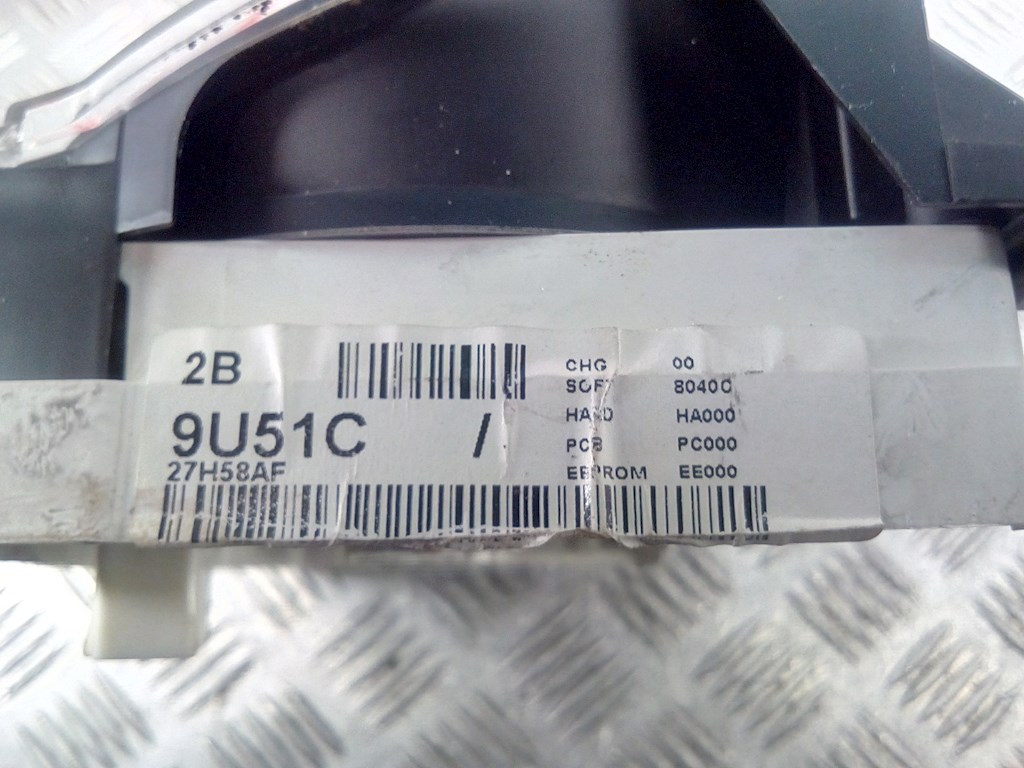 2B
9U51C /
27H58AF
CHG 00
SOFT 8040C
HARD HA000
PCB PC000
EEPROM EE000